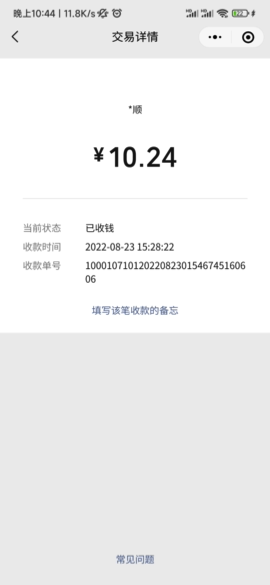 晚上10:44 | 11.8K/s
交易详情
*顺
¥10.24
当前状态 已收钱
收款时间 2022-08-23 15:28:22
收款单号 1000107101202208230154674516​06
06
填写该笔收款的备忘
常见问题